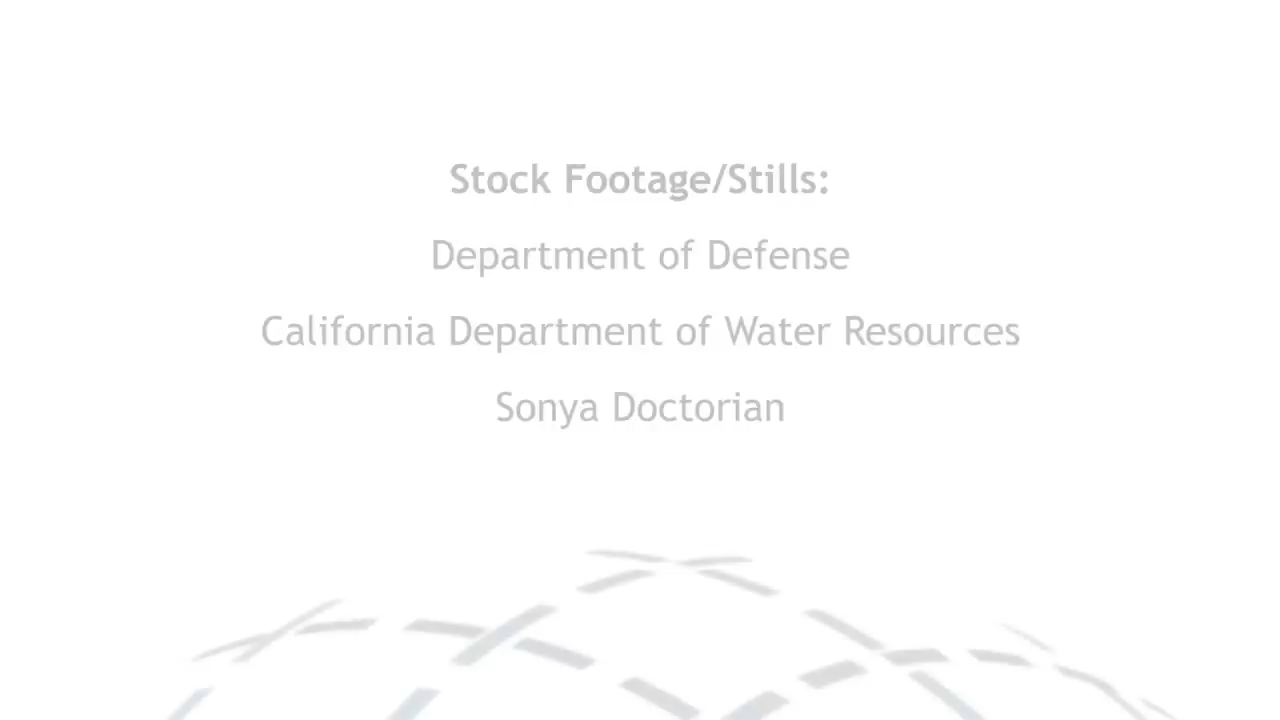 Stock Footage/Stills:
Department of Defense
California Department of Water Resources
Sonya Doctorian